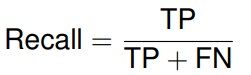 Recall = TP / TP + FN